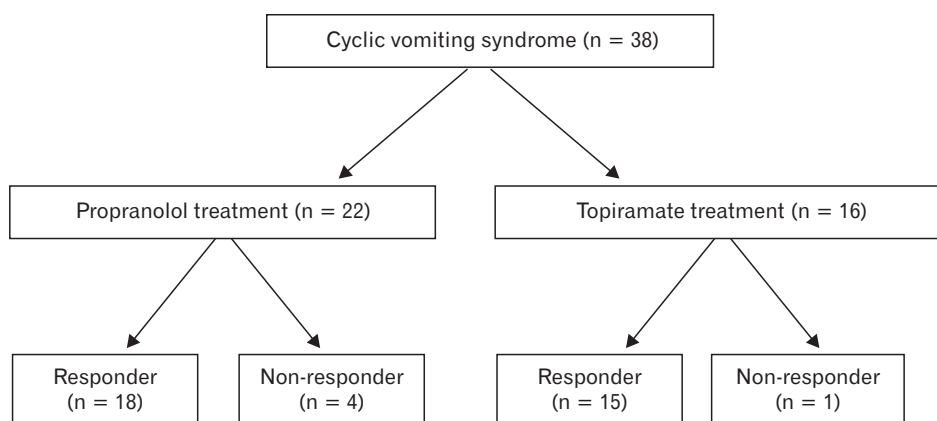 Cyclic vomiting syndrome (n = 38)
Propranolol treatment (n = 22)
Topiramate treatment (n = 16)
Responder
(n = 18)
Non-responder
(n = 4)
Responder
(n = 15)
Non-responder
(n = 1)